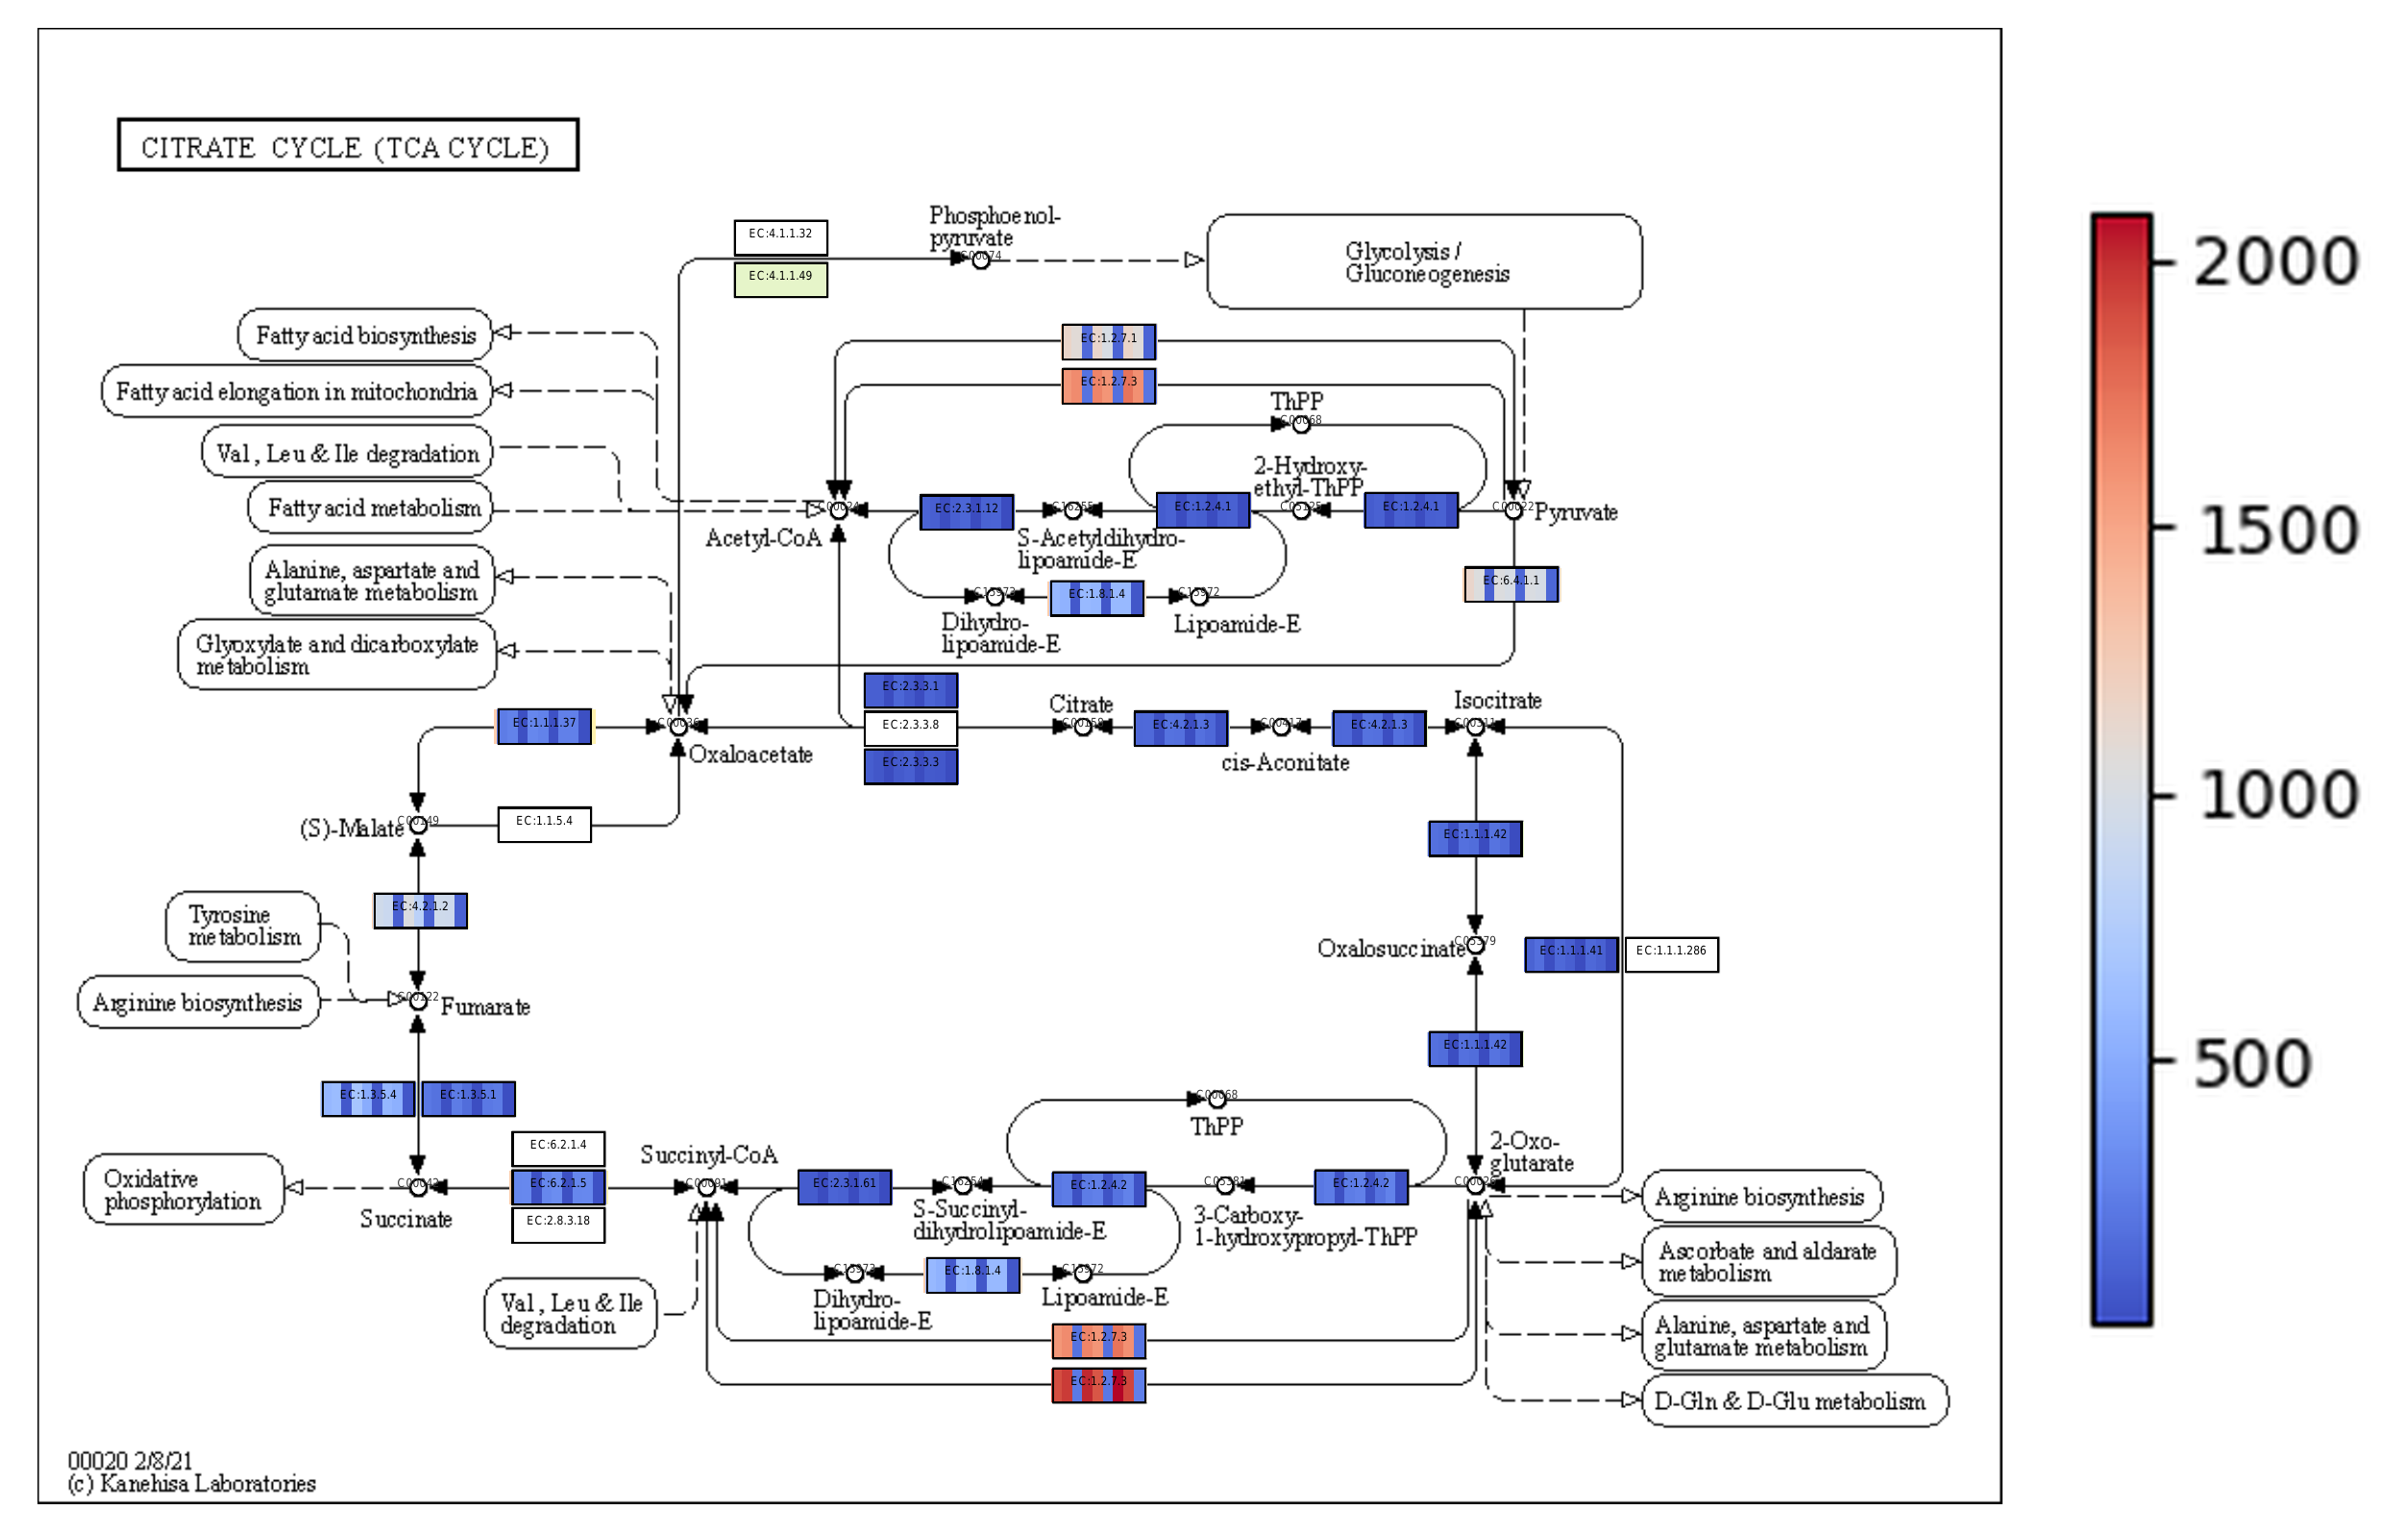 CITRATE CYCLE (TCA CYCLE)
Phosphoenol-
pyruvate
C00074
EC:4.1.1.32
EC:4.1.1.49
Glycolysis /
Gluconeogenesis
Fatty acid biosynthesis
Fatty acid elongation in mitochondria
Val, Leu & Ile degradation
Fatty acid metabolism
Alanine, aspartate and
glutamate metabolism
Glyoxylate and dicarboxylate
metabolism
EC:1.2.7.1
EC:1.2.7.3
ThPP
C00068
2-Hydroxy-
ethyl-ThPP
C00024
Acetyl-CoA
EC:2.3.1.12
C16255
S-Acetyldihydro-
lipoamide-E
EC:1.2.4.1
C05125
EC:1.2.4.1
C00022
Pyruvate
EC:6.4.1.1
C15973
Dihydro-
lipoamide-E
EC:1.8.1.4
C15972
Lipoamide-E
EC:1.1.1.37
C00036
Oxaloacetate
EC:2.3.3.1
EC:2.3.3.8
EC:2.3.3.3
Citrate
C00158
EC:4.2.1.3
C00417
cis-Aconitate
EC:4.2.1.3
Isocitrate
C00311
(S)-Malate
C00149
EC:1.1.5.4
EC:1.1.1.42
EC:4.2.1.2
Tyrosine
metabolism
Arginine biosynthesis
C00122
Fumarate
Oxalosuccinate
C05379
EC:1.1.1.41
EC:1.1.1.286
EC:1.1.1.42
EC:1.3.5.4
EC:1.3.5.1
C00068
ThPP
2-Oxo-
glutarate
C00026
Oxidative
phosphorylation
C00042
Succinate
EC:6.2.1.4
EC:6.2.1.5
EC:2.8.3.18
Succinyl-CoA
C00091
EC:2.3.1.61
C16254
S-Succinyl-
dihydrolipoamide-E
EC:1.2.4.2
C05381
3-Carboxy-
1-hydroxypropyl-ThPP
EC:1.2.4.2
Val, Leu & Ile
degradation
C15973
Dihydro-
lipoamide-E
EC:1.8.1.4
C15972
Lipoamide-E
EC:1.2.7.3
EC:1.2.7.3
Arginine biosynthesis
Ascorbate and aldarate
metabolism
Alanine, aspartate and
glutamate metabolism
D-Gln & D-Glu metabolism
00020 2/8/21
(c) Kanehisa Laboratories
2000
1500
1000
500